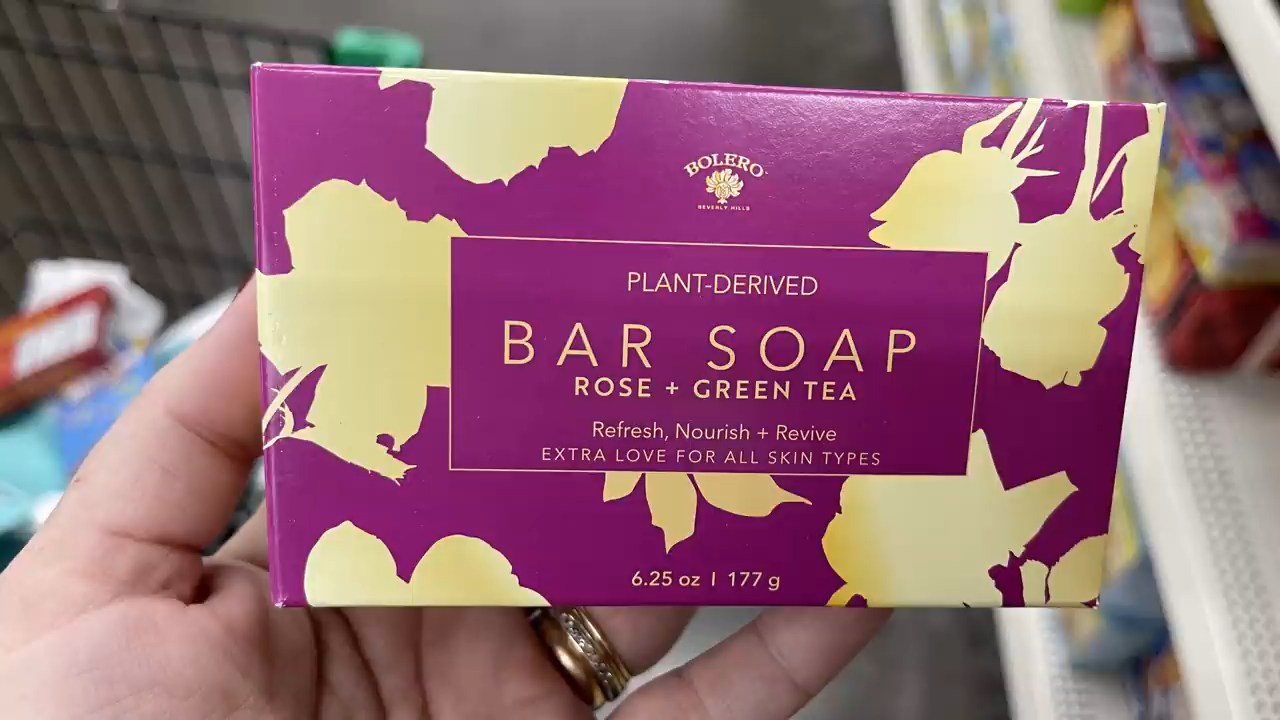 BOLERO
BEVERLY HILLS
PLANT-DERIVED
BAR SOAP
ROSE + GREEN TEA
Refresh, Nourish + Revive
EXTRA LOVE FOR ALL SKIN TYPES
6.25 oz | 177 g